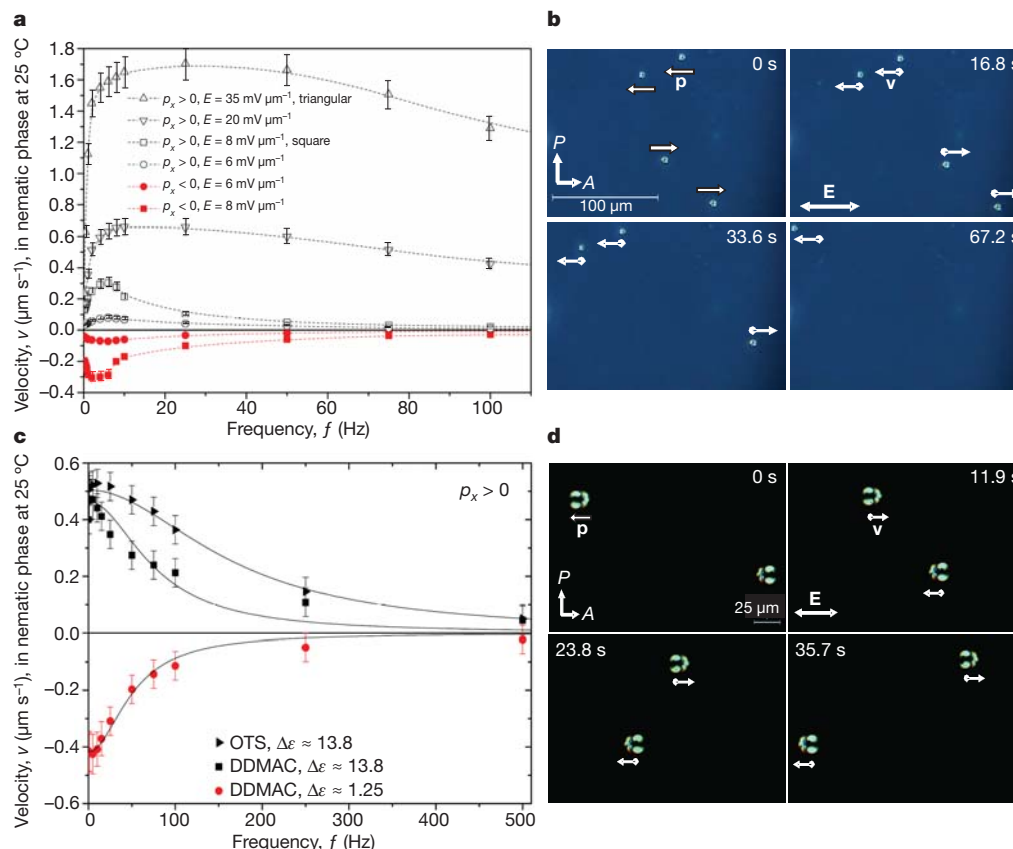 a
Velocity, v (µm s⁻¹), in nematic phase at 25 ºC
1.8
1.6
1.4
1.2
1.0
0.8
0.6
0.4
0.2
0.0
−0.2
−0.4
pₓ > 0, E = 35 mV µm⁻¹, triangular
pₓ > 0, E = 20 mV µm⁻¹
pₓ > 0, E = 8 mV µm⁻¹, square
pₓ > 0, E = 6 mV µm⁻¹
pₓ < 0, E = 6 mV µm⁻¹
pₓ < 0, E = 8 mV µm⁻¹
0 20 40 60 80 100
Frequency, f (Hz)
b
0 s
p
P
A
100 µm
16.8 s
v
E
33.6 s
67.2 s
c
Velocity, v (µm s⁻¹), in nematic phase at 25 ºC
0.6
0.4
0.2
0.0
−0.2
−0.4
−0.6
pₓ > 0
OTS, Δε ≈ 13.8
DDMAC, Δε ≈ 13.8
DDMAC, Δε ≈ 1.25
0 100 200 300 400 500
Frequency, f (Hz)
d
0 s
p
P
A
25 µm
11.9 s
v
E
23.8 s
35.7 s